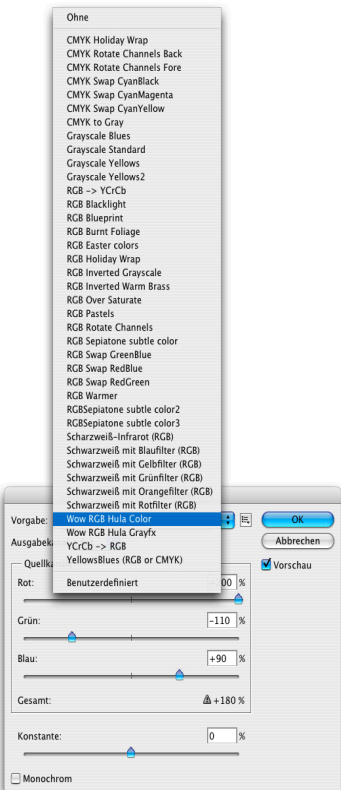 Ohne
CMYK Holiday Wrap
CMYK Rotate Channels Back
CMYK Rotate Channels Fore
CMYK Swap CyanBlack
CMYK Swap CyanMagenta
CMYK Swap CyanYellow
CMYK to Gray
Grayscale Blues
Grayscale Standard
Grayscale Yellows
Grayscale Yellows2
RGB -> YCrCb
RGB Blacklight
RGB Blueprint
RGB Burnt Foliage
RGB Easter colors
RGB Holiday Wrap
RGB Inverted Grayscale
RGB Inverted Warm Brass
RGB Over Saturate
RGB Pastels
RGB Rotate Channels
RGB Sepiatone subtle color
RGB Swap GreenBlue
RGB Swap RedBlue
RGB Swap RedGreen
RGB Warmer
RGBSepiatone subtle color2
RGBSepiatone subtle color3
Scharzweiß-Infrarot (RGB)
Schwarzweiß mit Blaufilter (RGB)
Schwarzweiß mit Gelbfilter (RGB)
Schwarzweiß mit Grünfilter (RGB)
Schwarzweiß mit Orangefilter (RGB)
Schwarzweiß mit Rotfilter (RGB)
Vorgabe: Wow RGB Hula Color OK
Wow RGB Hula Grayfx
Ausgabeka Abbrechen
YCrCb -> RGB
Quellka YellowsBlues (RGB or CMYK) Vorschau
Rot: Benutzerdefiniert 00 %
Grün: -110 %
Blau: +90 %
Gesamt: +180 %
Konstante: 0 %
Monochrom